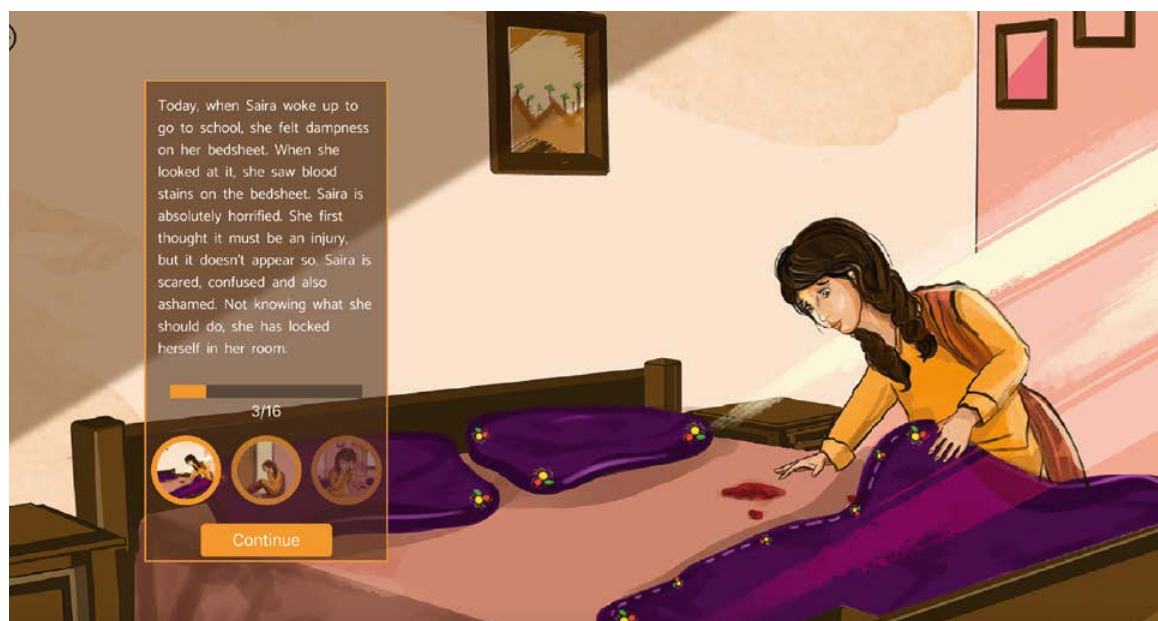 Today, when Saira woke up to
go to school, she felt dampness
on her bedsheet. When she
looked at it, she saw blood
stains on the bedsheet. Saira is
absolutely horrified. She first
thought it must be an injury,
but it doesn't appear so. Saira is
scared, confused and also
ashamed. Not knowing what she
should do, she has locked
herself in her room.
3/16
Continue